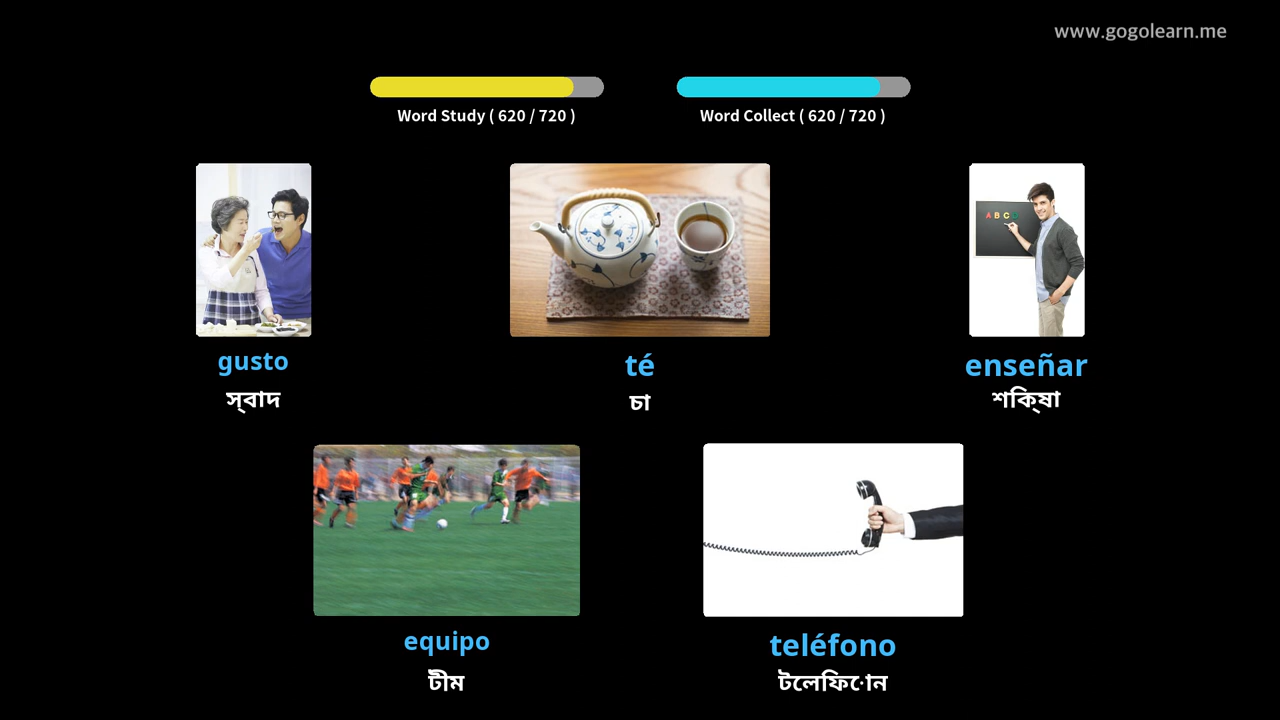 www.gogolearn.me
Word Study ( 620 / 720 )
Word Collect ( 620 / 720 )
A B C D
gusto
té
enseñar
স্বাদ
চা
শিক্ষা
equipo
teléfono
টীম
টেলিফোন